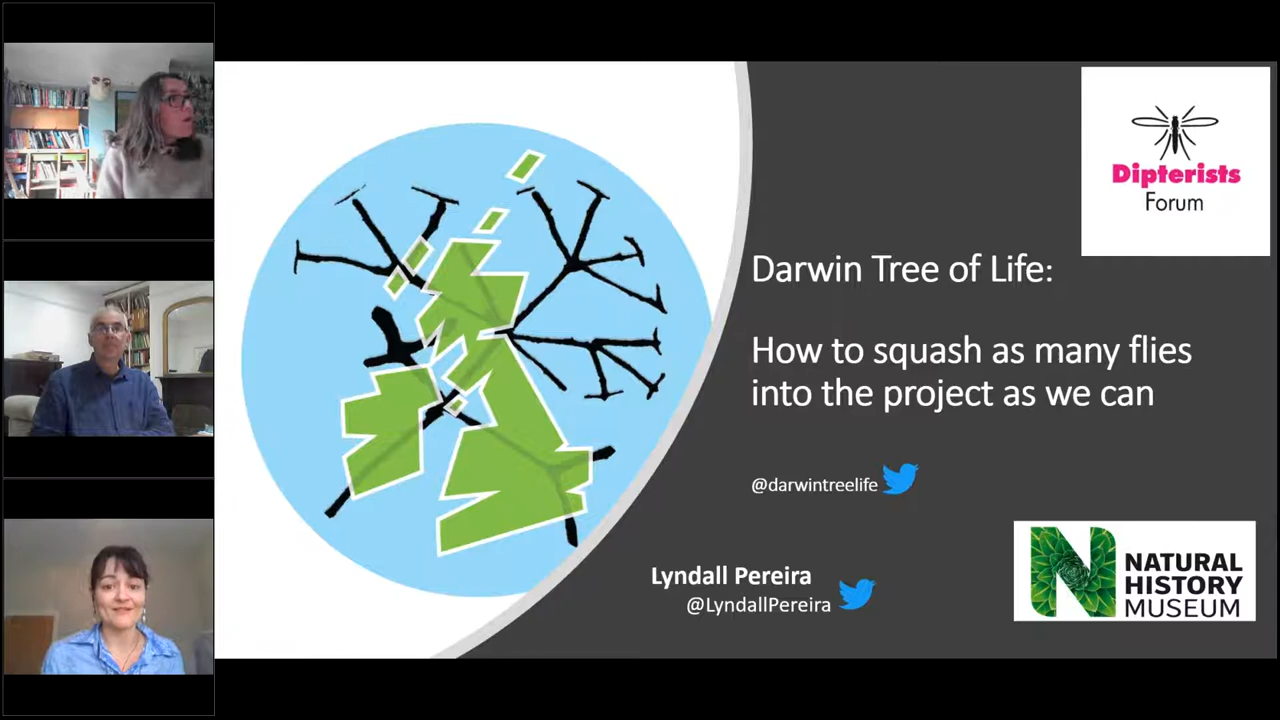 Dipterists
Forum
Darwin Tree of Life:
How to squash as many flies
into the project as we can
@darwintreelife
Lyndall Pereira
@LyndallPereira
NATURAL
HISTORY
MUSEUM